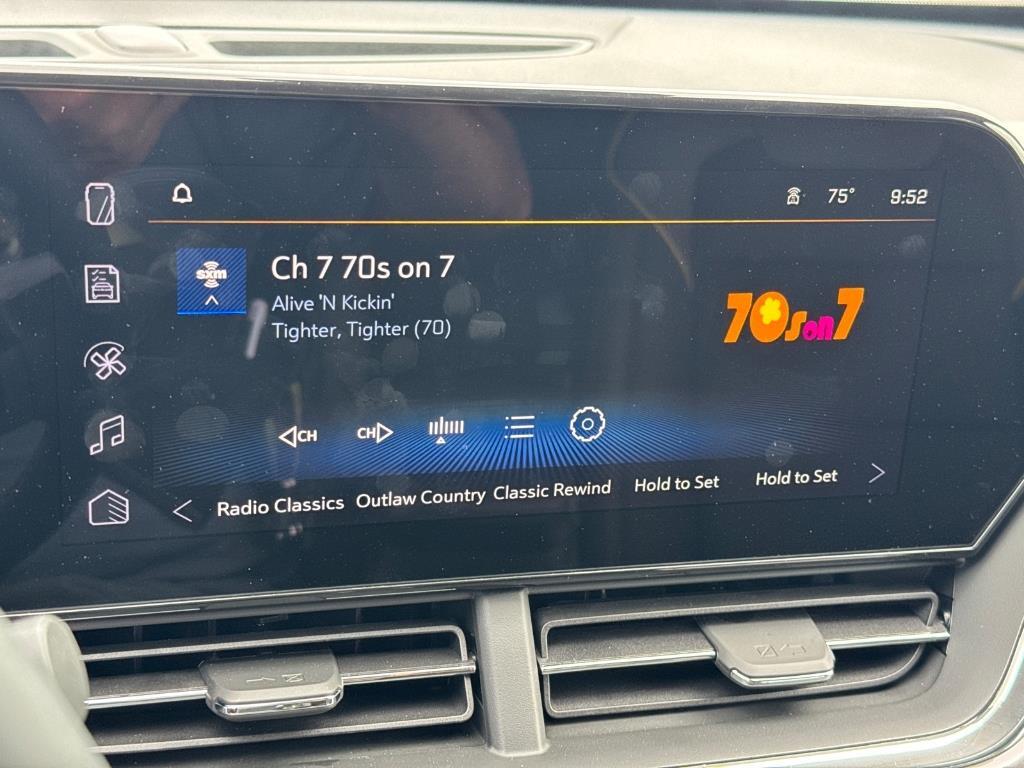 75° 9:52
sxm
Ch 7 70s on 7
Alive 'N Kickin'
Tighter, Tighter (70)
70s on 7
CH CH
Radio Classics Outlaw Country Classic Rewind Hold to Set Hold to Set